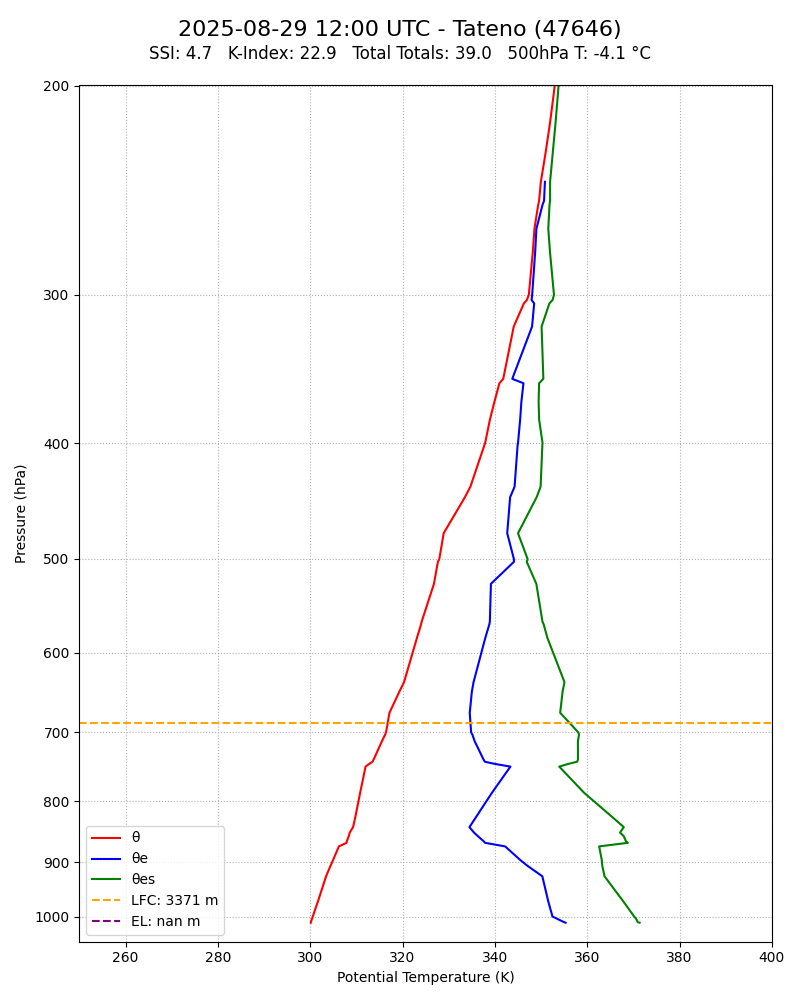 2025-08-29 12:00 UTC - Tateno (47646)
SSI: 4.7   K-Index: 22.9   Total Totals: 39.0   500hPa T: -4.1 °C
200
300
400
500
600
700
800
900
1000
Pressure (hPa)
θ
θe
θes
LFC: 3371 m
EL: nan m
260 280 300 320 340 360 380 400
Potential Temperature (K)